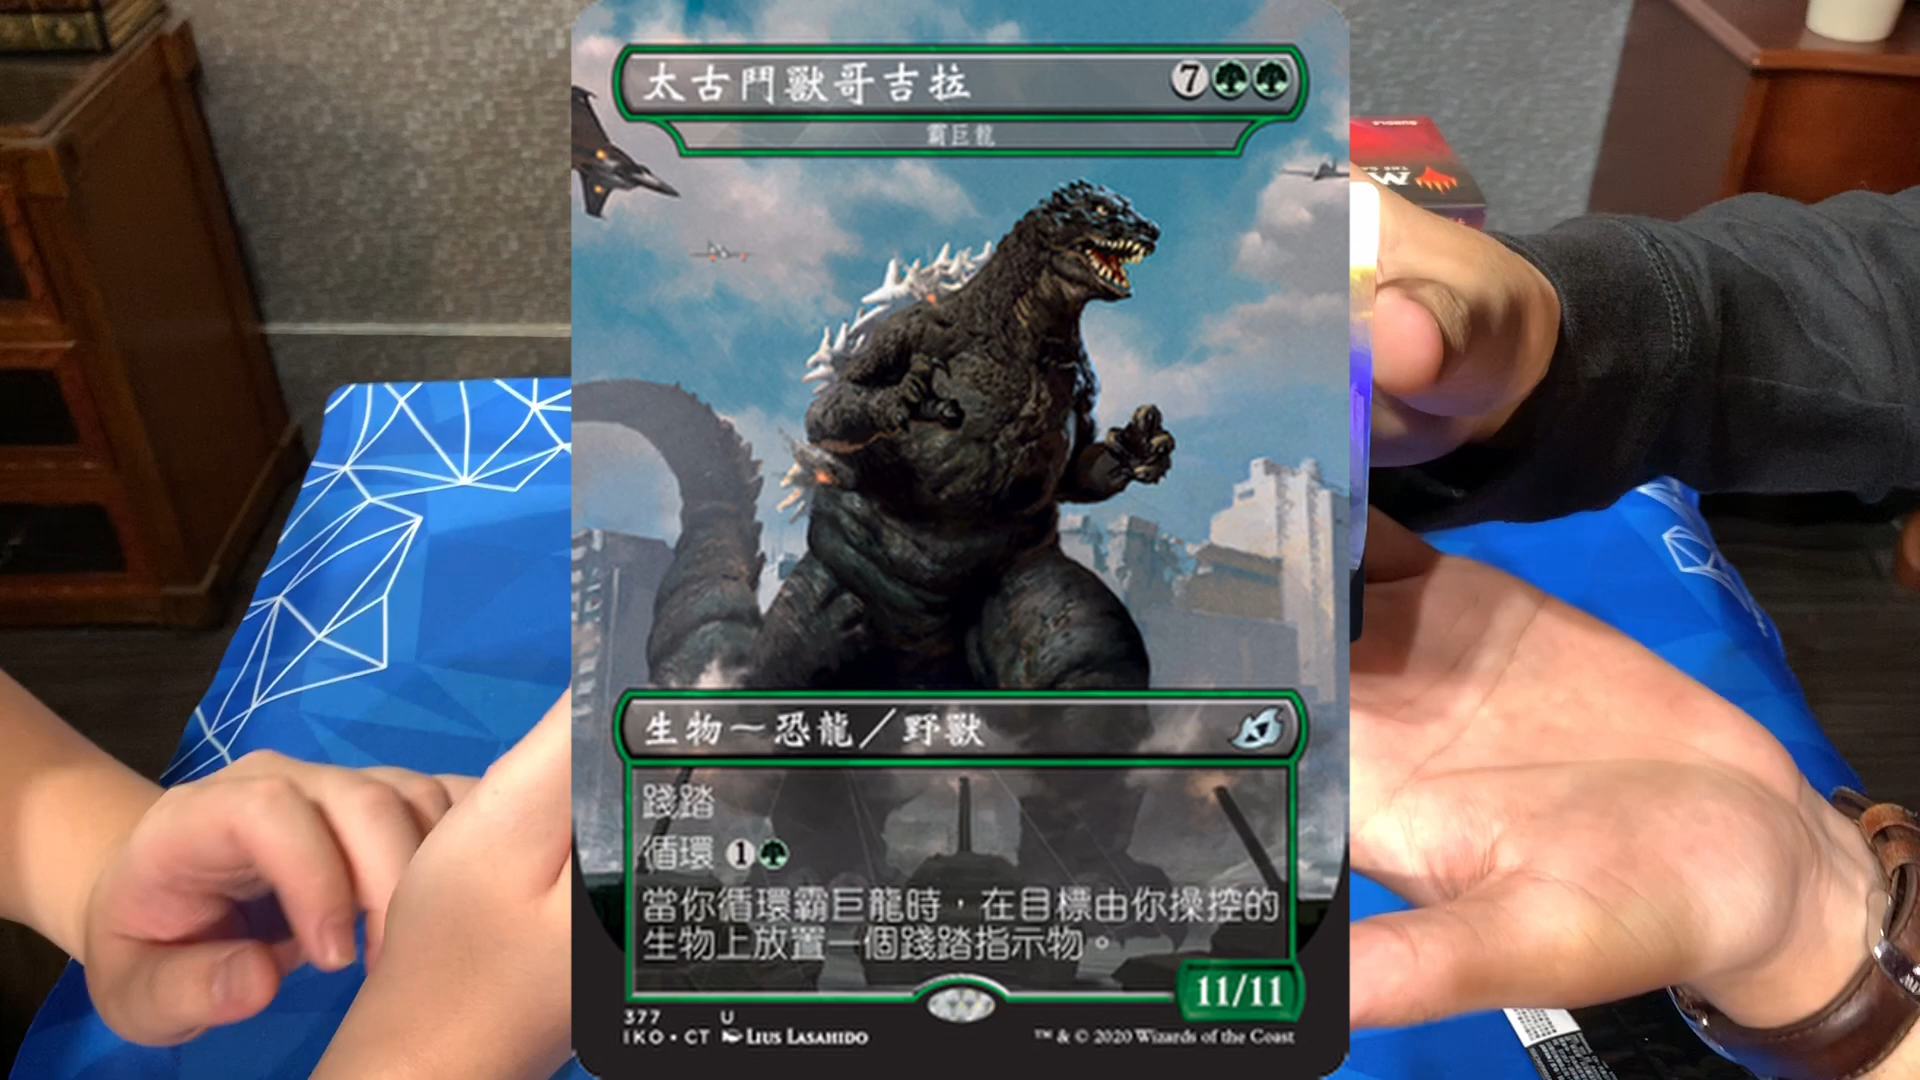 太古鬥獸哥吉拉 7
霸巨龍
生物～恐龍／野獸
踐踏
循環 1
當你循環霸巨龍時，在目標由你操控的
生物上放置一個踐踏指示物。
11/11
377 U
IKO • CT LIUS LASAHIDO
™ & © 2020 Wizards of the Coast